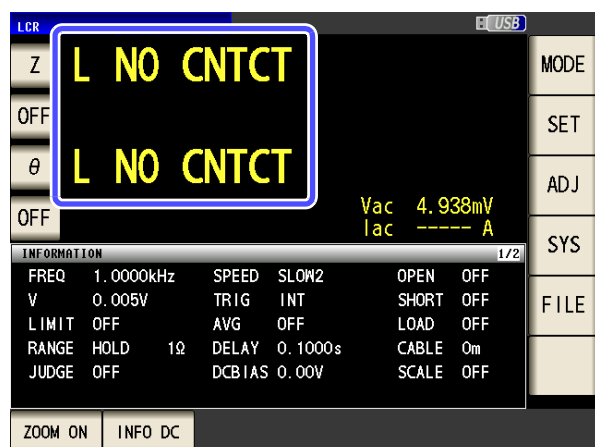 LCR USB
Z L NO CNTCT MODE
OFF SET
θ L NO CNTCT ADJ
OFF Vac 4.938mV
Iac ----- A SYS
INFORMATION 1/2
FREQ 1.0000kHz SPEED SLOW2 OPEN OFF
V 0.005V TRIG INT SHORT OFF FILE
LIMIT OFF AVG OFF LOAD OFF
RANGE HOLD 1Ω DELAY 0.1000s CABLE 0m
JUDGE OFF DCBIAS 0.00V SCALE OFF
ZOOM ON INFO DC